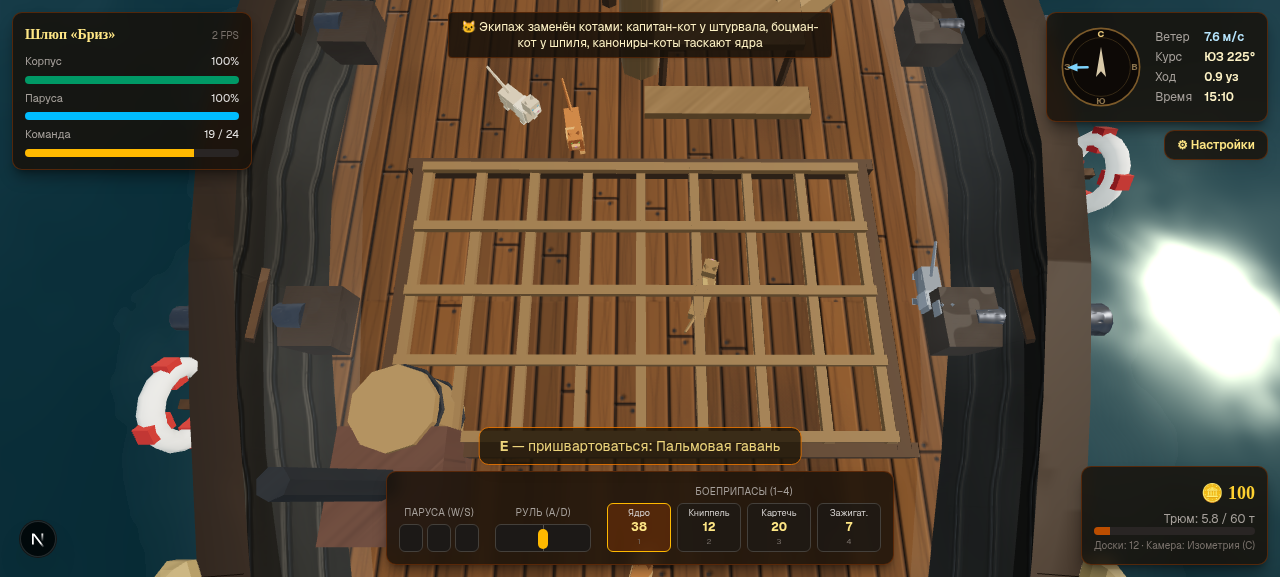 Шлюп «Бриз»
2 FPS
Корпус 100%
Паруса 100%
Команда 19 / 24
🐱 Экипаж заменён котами: капитан-кот у штурвала, боцман-
кот у шпиля, канониры-коты таскают ядра
С
З В
Ю
Ветер 7.6 м/с
Курс ЮЗ 225°
Ход 0.9 уз
Время 15:10
⚙ Настройки
E — пришвартоваться: Пальмовая гавань
ПАРУСА (W/S)
РУЛЬ (A/D)
БОЕПРИПАСЫ (1–4)
Ядро
38
1
Книппель
12
2
Картечь
20
3
Зажигат.
7
4
🪙 100
Трюм: 5.8 / 60 т
Доски: 12 · Камера: Изометрия (C)
N